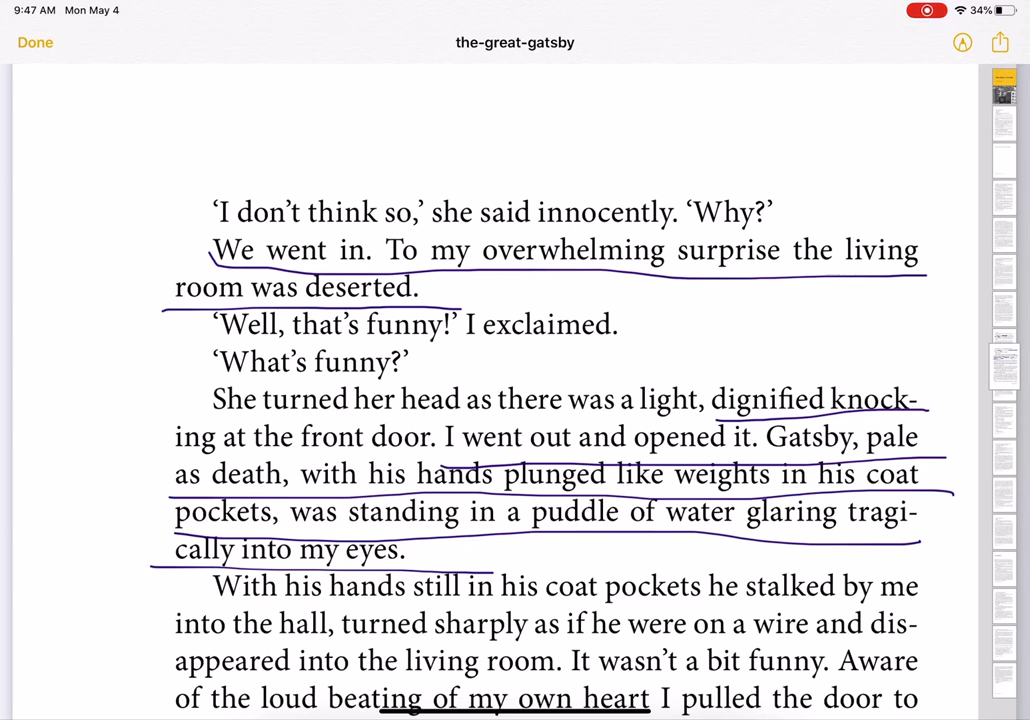 9:47 AM Mon May 4
34%
Done
the-great-gatsby
‘I don’t think so,’ she said innocently. ‘Why?’
We went in. To my overwhelming surprise the living
room was deserted.
‘Well, that’s funny!’ I exclaimed.
‘What’s funny?’
She turned her head as there was a light, dignified knock-
ing at the front door. I went out and opened it. Gatsby, pale
as death, with his hands plunged like weights in his coat
pockets, was standing in a puddle of water glaring tragi-
cally into my eyes.
With his hands still in his coat pockets he stalked by me
into the hall, turned sharply as if he were on a wire and dis-
appeared into the living room. It wasn’t a bit funny. Aware
of the loud beating of my own heart I pulled the door to